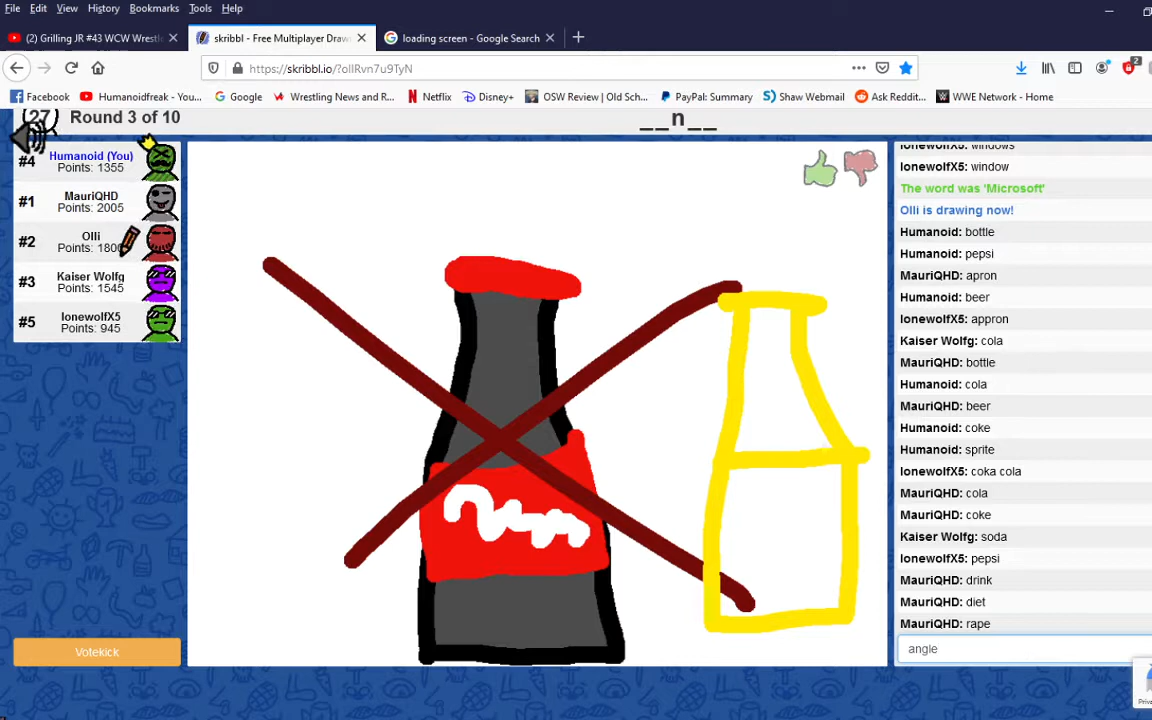 File Edit View History Bookmarks Tools Help
(2) Grilling JR #43 WCW Wrestl
skribbl - Free Multiplayer Draw
loading screen - Google Search
https://skribbl.io/?olIRvn7u9TyN
Facebook Humanoidfreak - You... Google Wrestling News and R... Netflix Disney+ OSW Review | Old Sch... PayPal: Summary Shaw Webmail Ask Reddit... WWE Network - Home
27 Round 3 of 10 __n__
#4 Humanoid (You) Points: 1355
#1 MauriQHD Points: 2005
#2 Olli Points: 1800
#3 Kaiser Wolfg Points: 1545
#5 lonewolfX5 Points: 945
Votekick
lonewolfX5: windows
lonewolfX5: window
The word was 'Microsoft'
Olli is drawing now!
Humanoid: bottle
Humanoid: pepsi
MauriQHD: apron
Humanoid: beer
lonewolfX5: appron
Kaiser Wolfg: cola
MauriQHD: bottle
Humanoid: cola
MauriQHD: beer
Humanoid: coke
Humanoid: sprite
lonewolfX5: coka cola
MauriQHD: cola
MauriQHD: coke
Kaiser Wolfg: soda
lonewolfX5: pepsi
MauriQHD: drink
MauriQHD: diet
MauriQHD: rape
angle